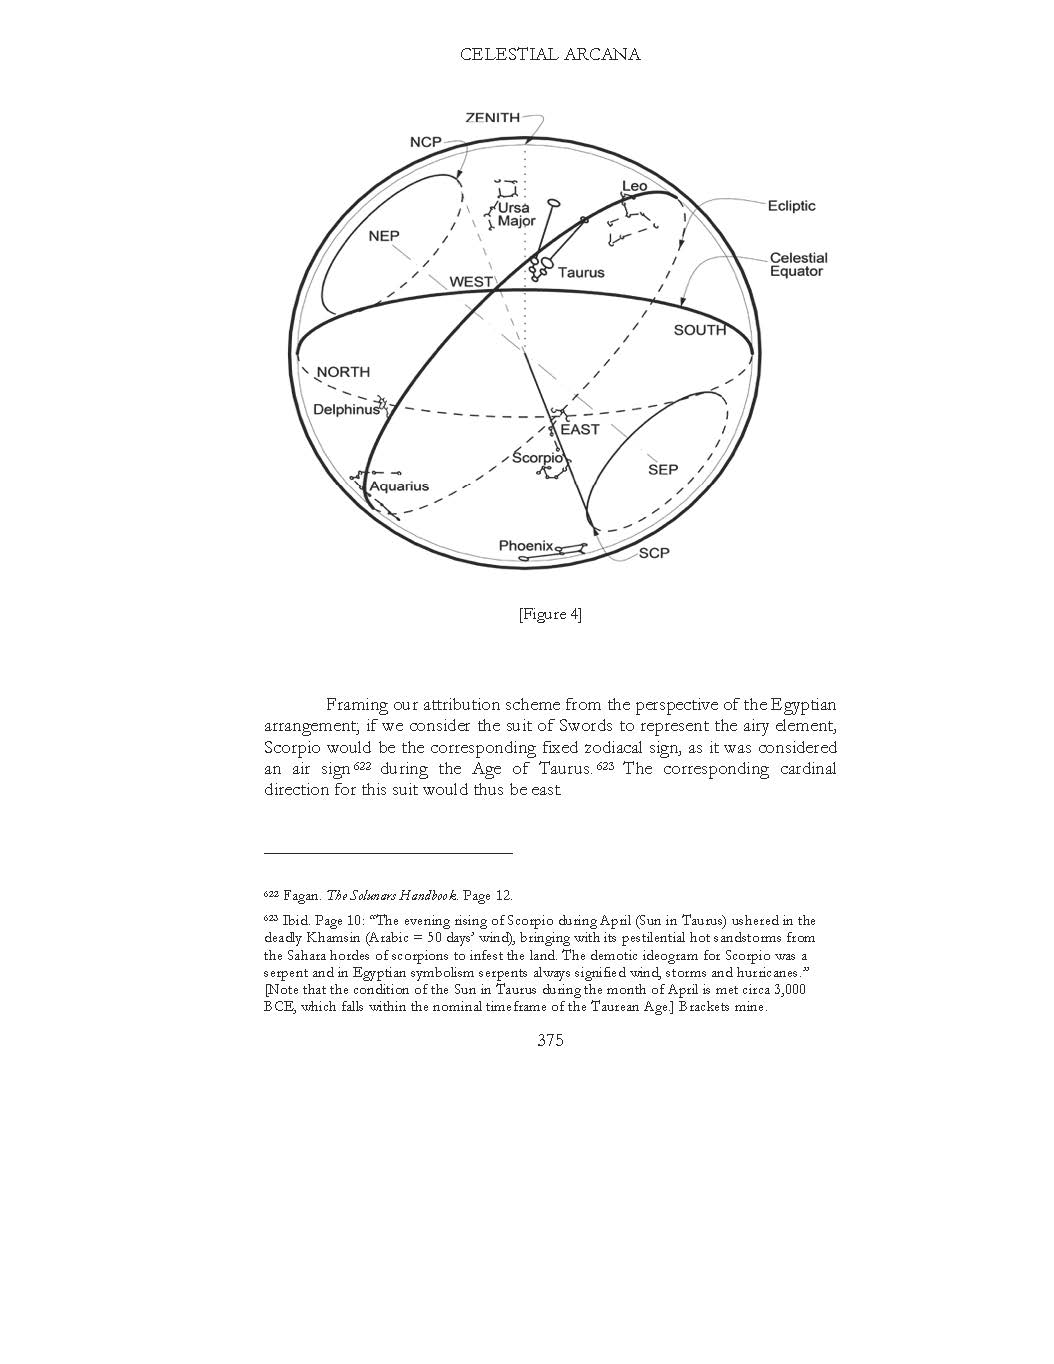 CELESTIAL ARCANA
ZENITH
NCP
Leo
Ursa
Major
Ecliptic
NEP
Celestial
Equator
Taurus
WEST
SOUTH
NORTH
Delphinus
EAST
Scorpio
SEP
Aquarius
Phoenix
SCP
[Figure 4]
Framing our attribution scheme from the perspective of the Egyptian
arrangement; if we consider the suit of Swords to represent the airy element,
Scorpio would be the corresponding fixed zodiacal sign, as it was considered
an air sign⁶²² during the Age of Taurus.⁶²³ The corresponding cardinal
direction for this suit would thus be east.
⁶²² Fagan. The Solunars Handbook. Page 12.
⁶²³ Ibid. Page 10: “The evening rising of Scorpio during April (Sun in Taurus) ushered in the
deadly Khamsin (Arabic = 50 days’ wind), bringing with its pestilential hot sandstorms from
the Sahara hordes of scorpions to infest the land. The demotic ideogram for Scorpio was a
serpent and in Egyptian symbolism serpents always signified wind, storms and hurricanes.”
[Note that the condition of the Sun in Taurus during the month of April is met circa 3,000
BCE, which falls within the nominal timeframe of the Taurean Age.] Brackets mine.
375